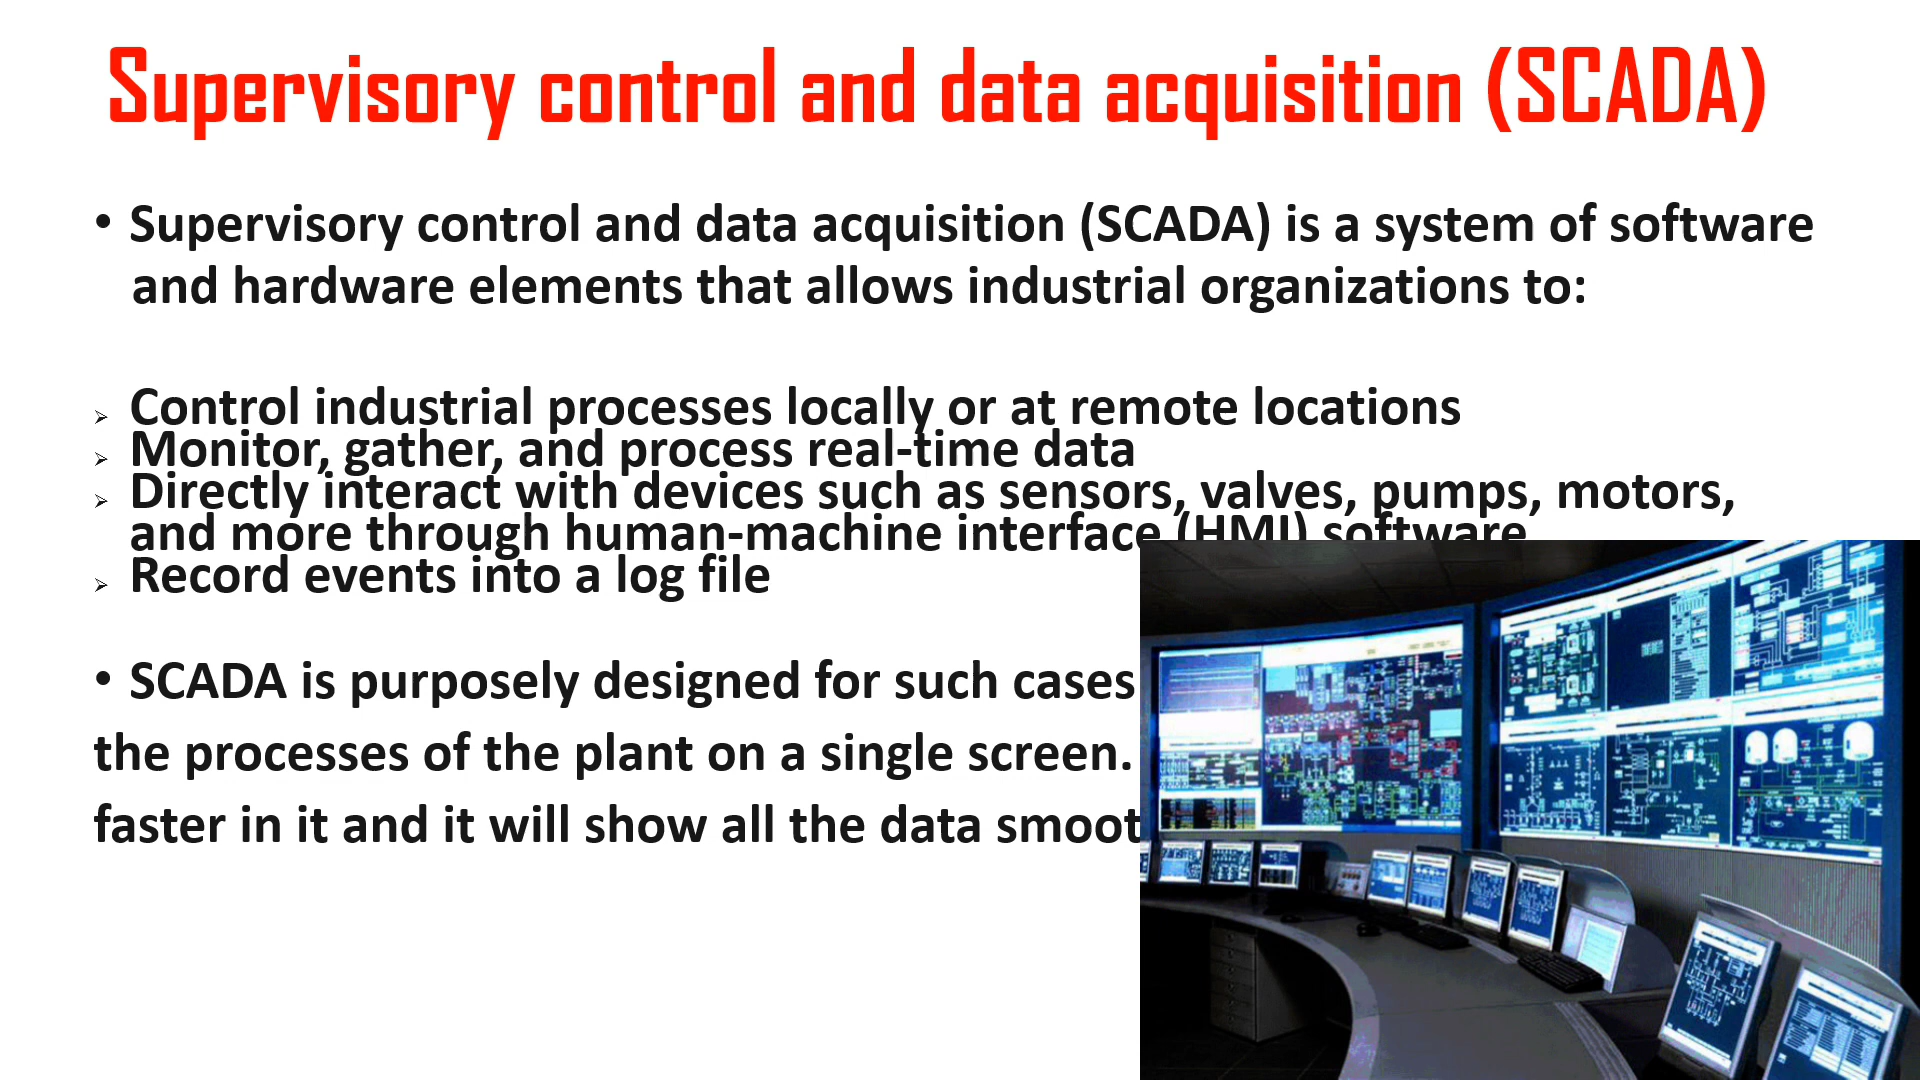 Supervisory control and data acquisition (SCADA)
• Supervisory control and data acquisition (SCADA) is a system of software
and hardware elements that allows industrial organizations to:
➢ Control industrial processes locally or at remote locations
➢ Monitor, gather, and process real-time data
➢ Directly interact with devices such as sensors, valves, pumps, motors,
and more through human-machine interface (HMI) software
➢ Record events into a log file
• SCADA is purposely designed for such cases
the processes of the plant on a single screen.
faster in it and it will show all the data smoot